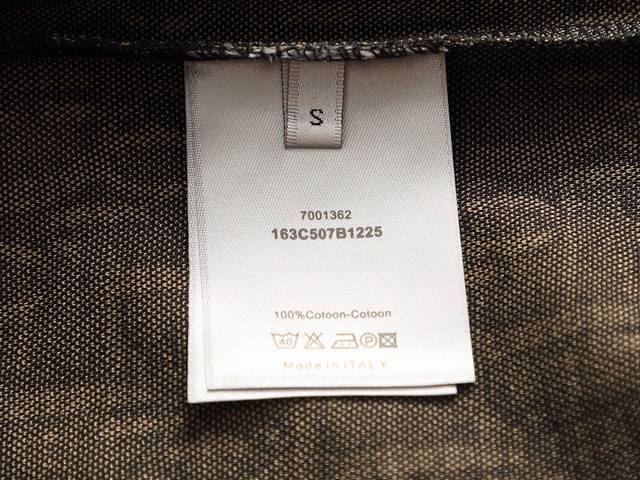 S
7001362
163C507B1225
100%Cotoon-Cotoon
40 P
Made in ITALY